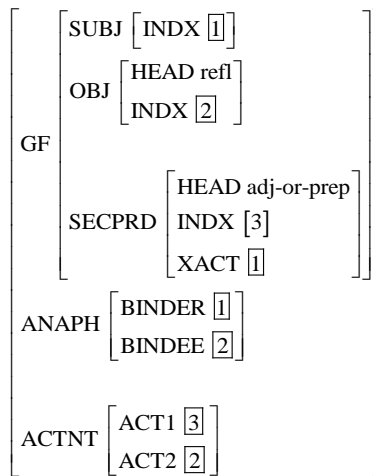 SUBJ [INDX 1]
HEAD refl
OBJ
INDX 2
GF
HEAD adj-or-prep
SECPRD INDX [3]
XACT 1
BINDER 1
ANAPH
BINDEE 2
ACT1 3
ACTNT
ACT2 2